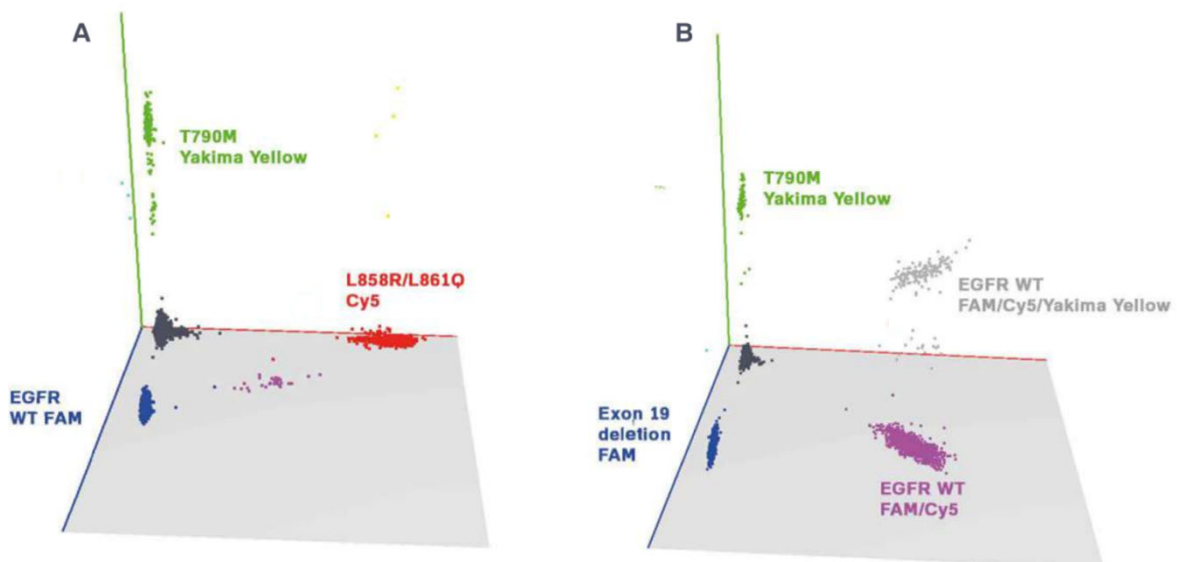 A
T790M
Yakima Yellow
L858R/L861Q
Cy5
EGFR
WT FAM
B
T790M
Yakima Yellow
EGFR WT
FAM/Cy5/Yakima Yellow
Exon 19
deletion
FAM
EGFR WT
FAM/Cy5